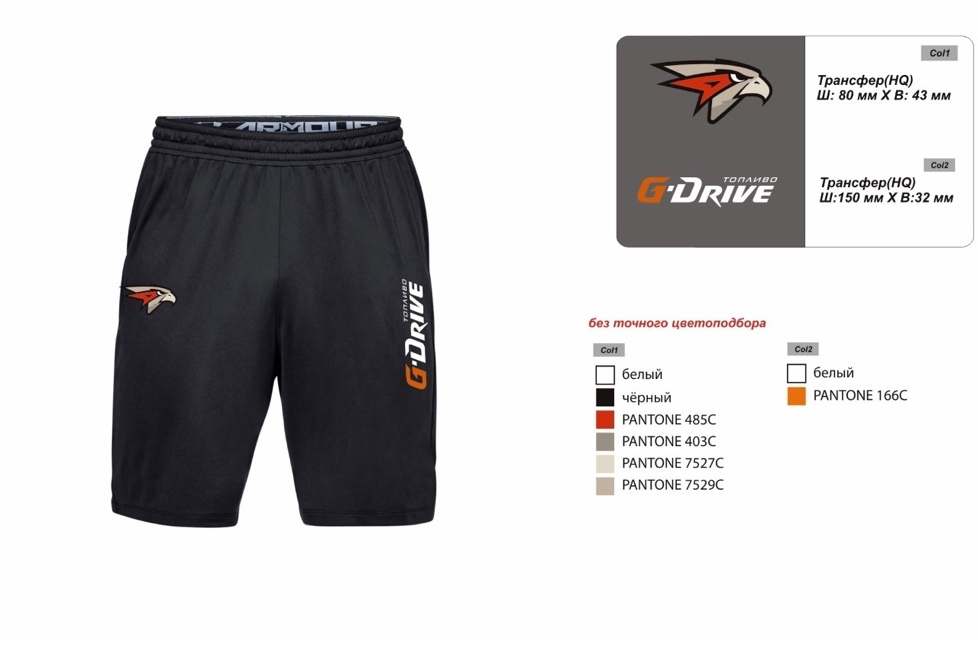 ARMOUR
ТОПЛИВО
G-DRIVE
Col1
Трансфер(HQ)
Ш: 80 мм X В: 43 мм
ТОПЛИВО
G-DRIVE
Col2
Трансфер(HQ)
Ш:150 мм X В:32 мм
без точного цветоподбора
Col1
белый
чёрный
PANTONE 485C
PANTONE 403C
PANTONE 7527C
PANTONE 7529C
Col2
белый
PANTONE 166C